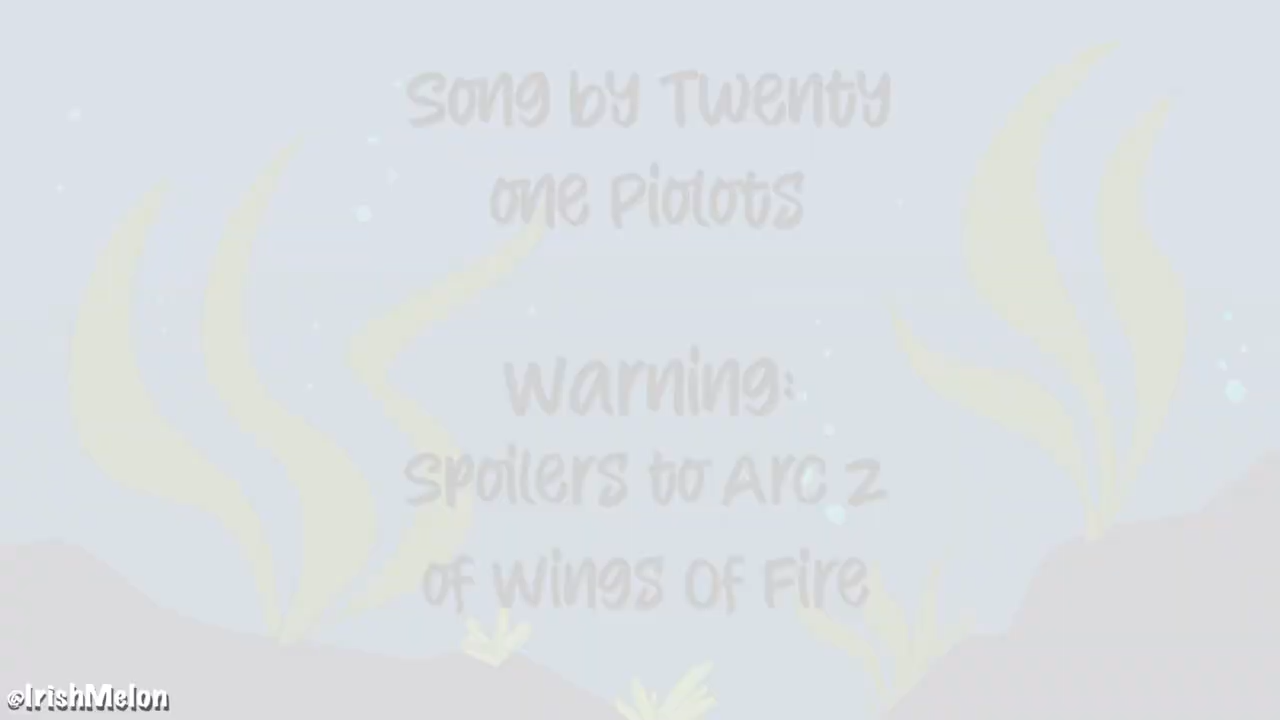 Song by Twenty
one Piolots
Warning:
Spoilers to Arc 2
of Wings Of Fire
@IrishMelon